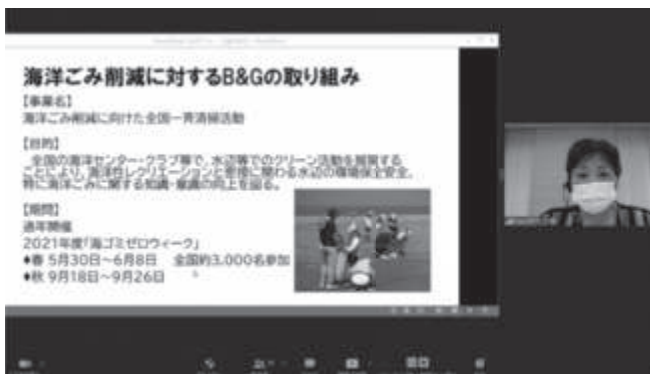 海洋ごみ削減に対するB&Gの取り組み
【事業名】
海洋ごみ削減に向けた全国一斉清掃活動
【目的】
全国の海洋センター・クラブ等で、水辺等でのクリーン活動を展開する
ことにより、海洋性レクリエーションと密接に関わる水辺の環境保全安全、
特に海洋ごみに関する知識・意識の向上を図る。
【期間】
通年開催
2021年度「海ゴミゼロウィーク」
♦春 5月30日~6月8日 全国約3,000名参加
♦秋 9月18日~9月26日